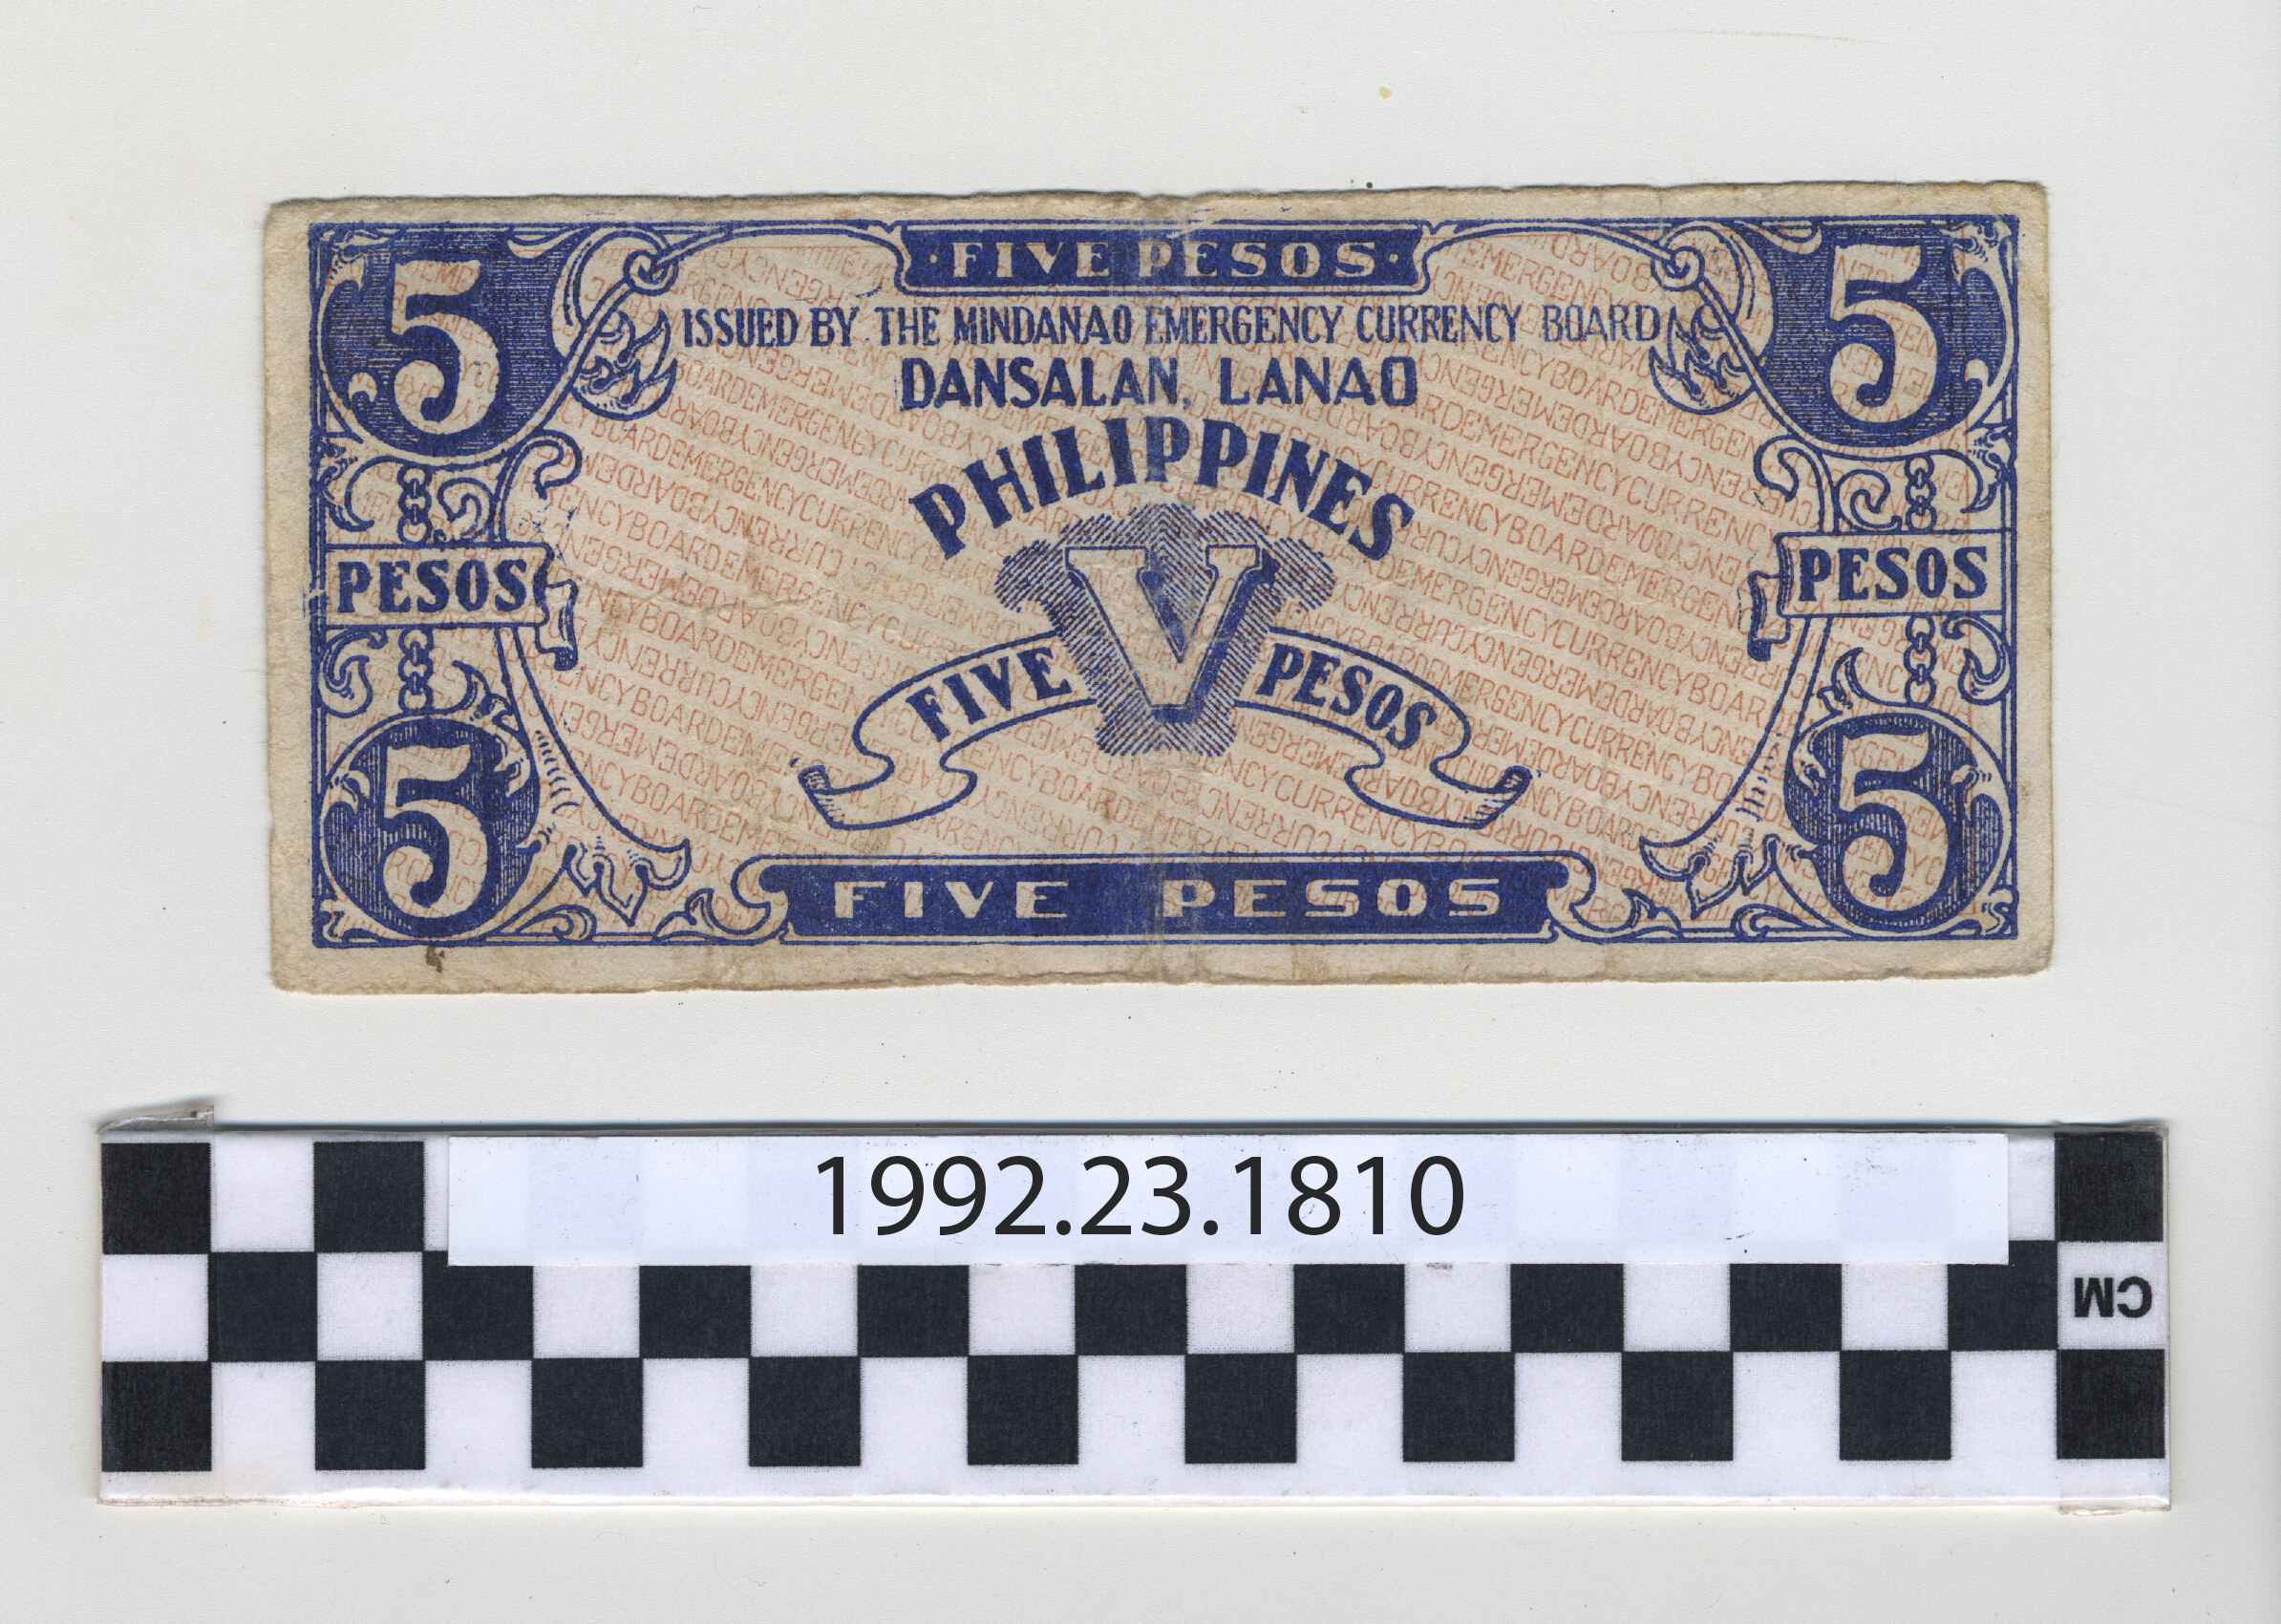 5
·FIVE PESOS·
5
ISSUED BY THE MINDANAO EMERGENCY CURRENCY BOARD
DANSALAN, LANAO
PHILIPPINES
PESOS
V
PESOS
FIVE PESOS
5
FIVE PESOS
5
1992.23.1810
CM